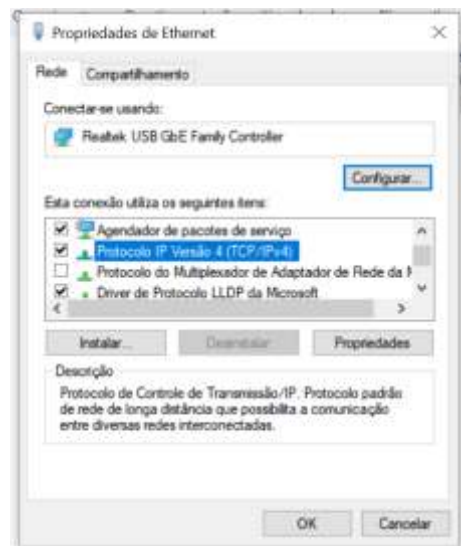 Propriedades de Ethernet
Rede Compartilhamento
Conectar-se usando:
Realtek USB GbE Family Controller
Configurar...
Esta conexão utiliza os seguintes itens:
Agendador de pacotes de serviço
Protocolo IP Versão 4 (TCP/IPv4)
Protocolo do Multiplexador de Adaptador de Rede da
Driver de Protocolo LLDP da Microsoft
Instalar... Desinstalar Propriedades
Descrição
Protocolo de Controle de Transmissão/IP. Protocolo padrão
de rede de longa distância que possibilita a comunicação
entre diversas redes interconectadas.
OK Cancelar